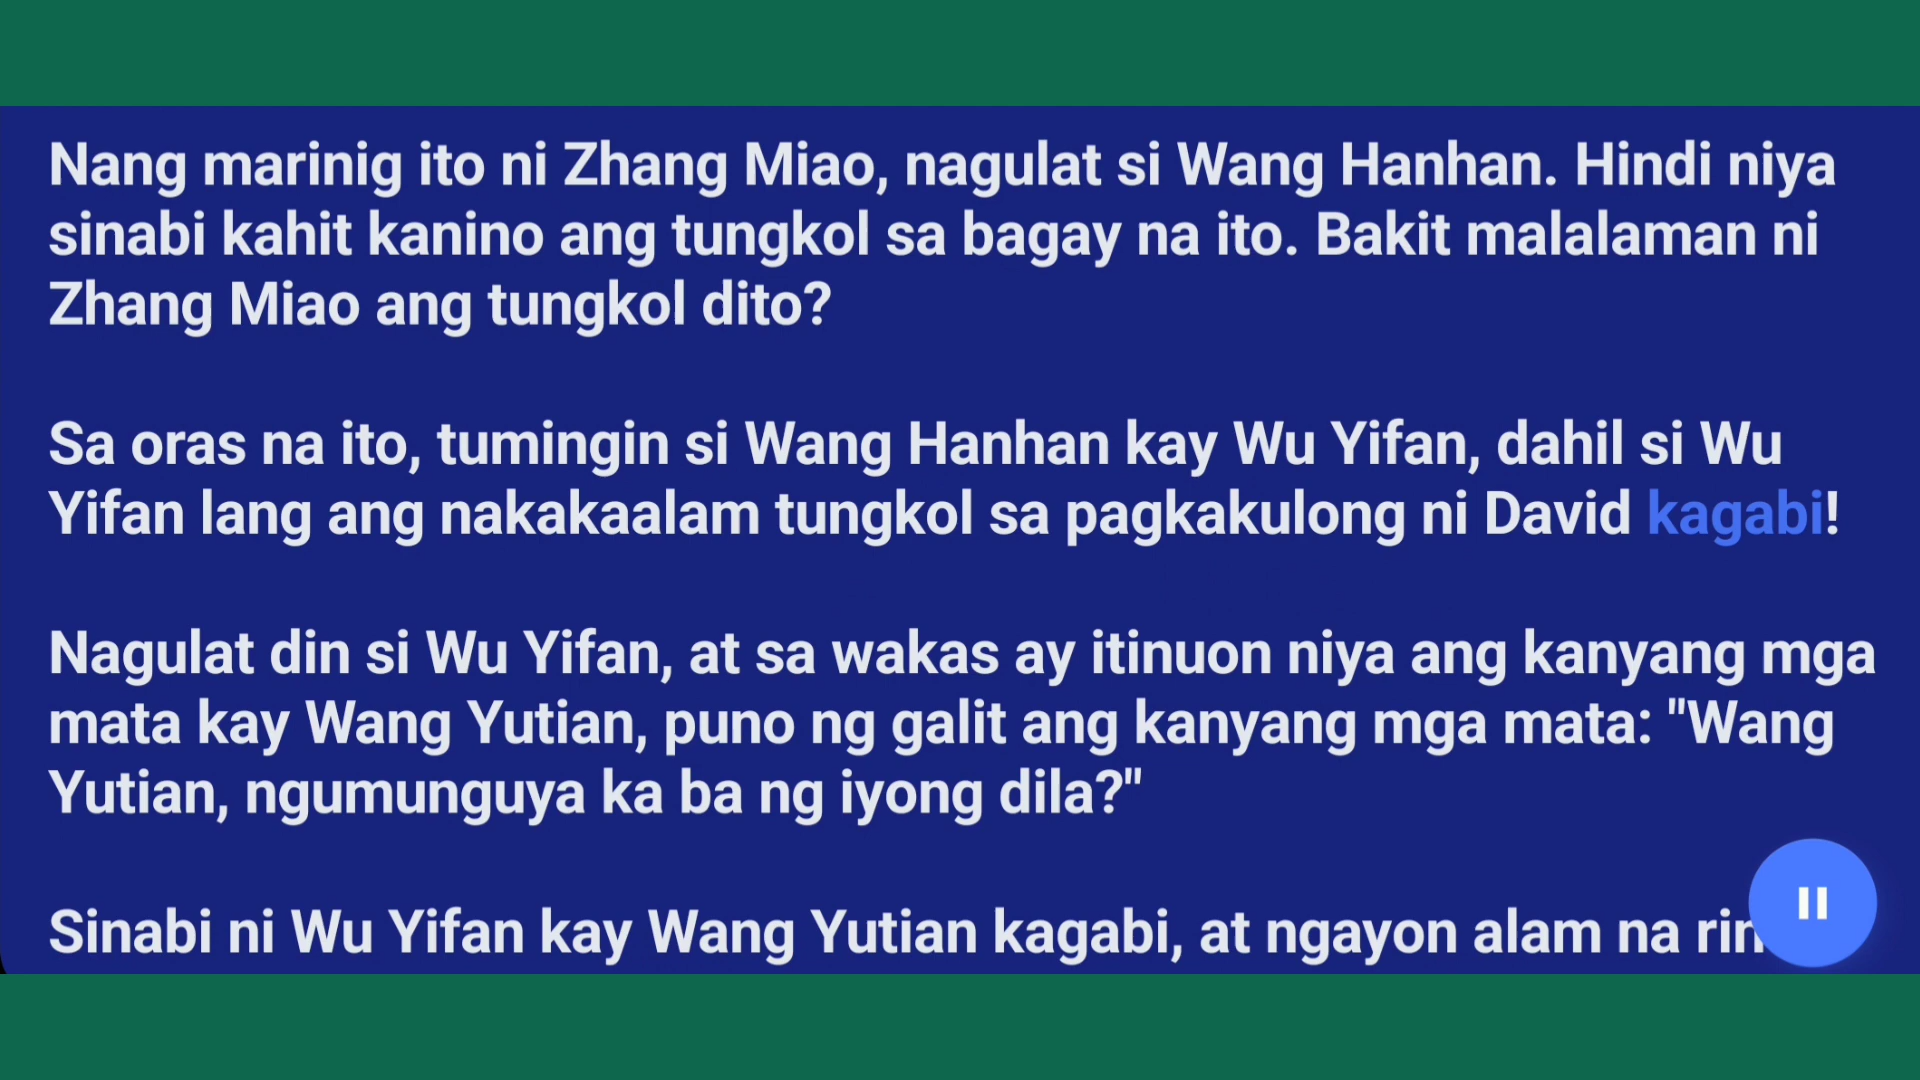 Nang marinig ito ni Zhang Miao, nagulat si Wang Hanhan. Hindi niya
sinabi kahit kanino ang tungkol sa bagay na ito. Bakit malalaman ni
Zhang Miao ang tungkol dito?
Sa oras na ito, tumingin si Wang Hanhan kay Wu Yifan, dahil si Wu
Yifan lang ang nakakaalam tungkol sa pagkakulong ni David kagabi!
Nagulat din si Wu Yifan, at sa wakas ay itinuon niya ang kanyang mga
mata kay Wang Yutian, puno ng galit ang kanyang mga mata: "Wang
Yutian, ngumunguya ka ba ng iyong dila?"
Sinabi ni Wu Yifan kay Wang Yutian kagabi, at ngayon alam na rin